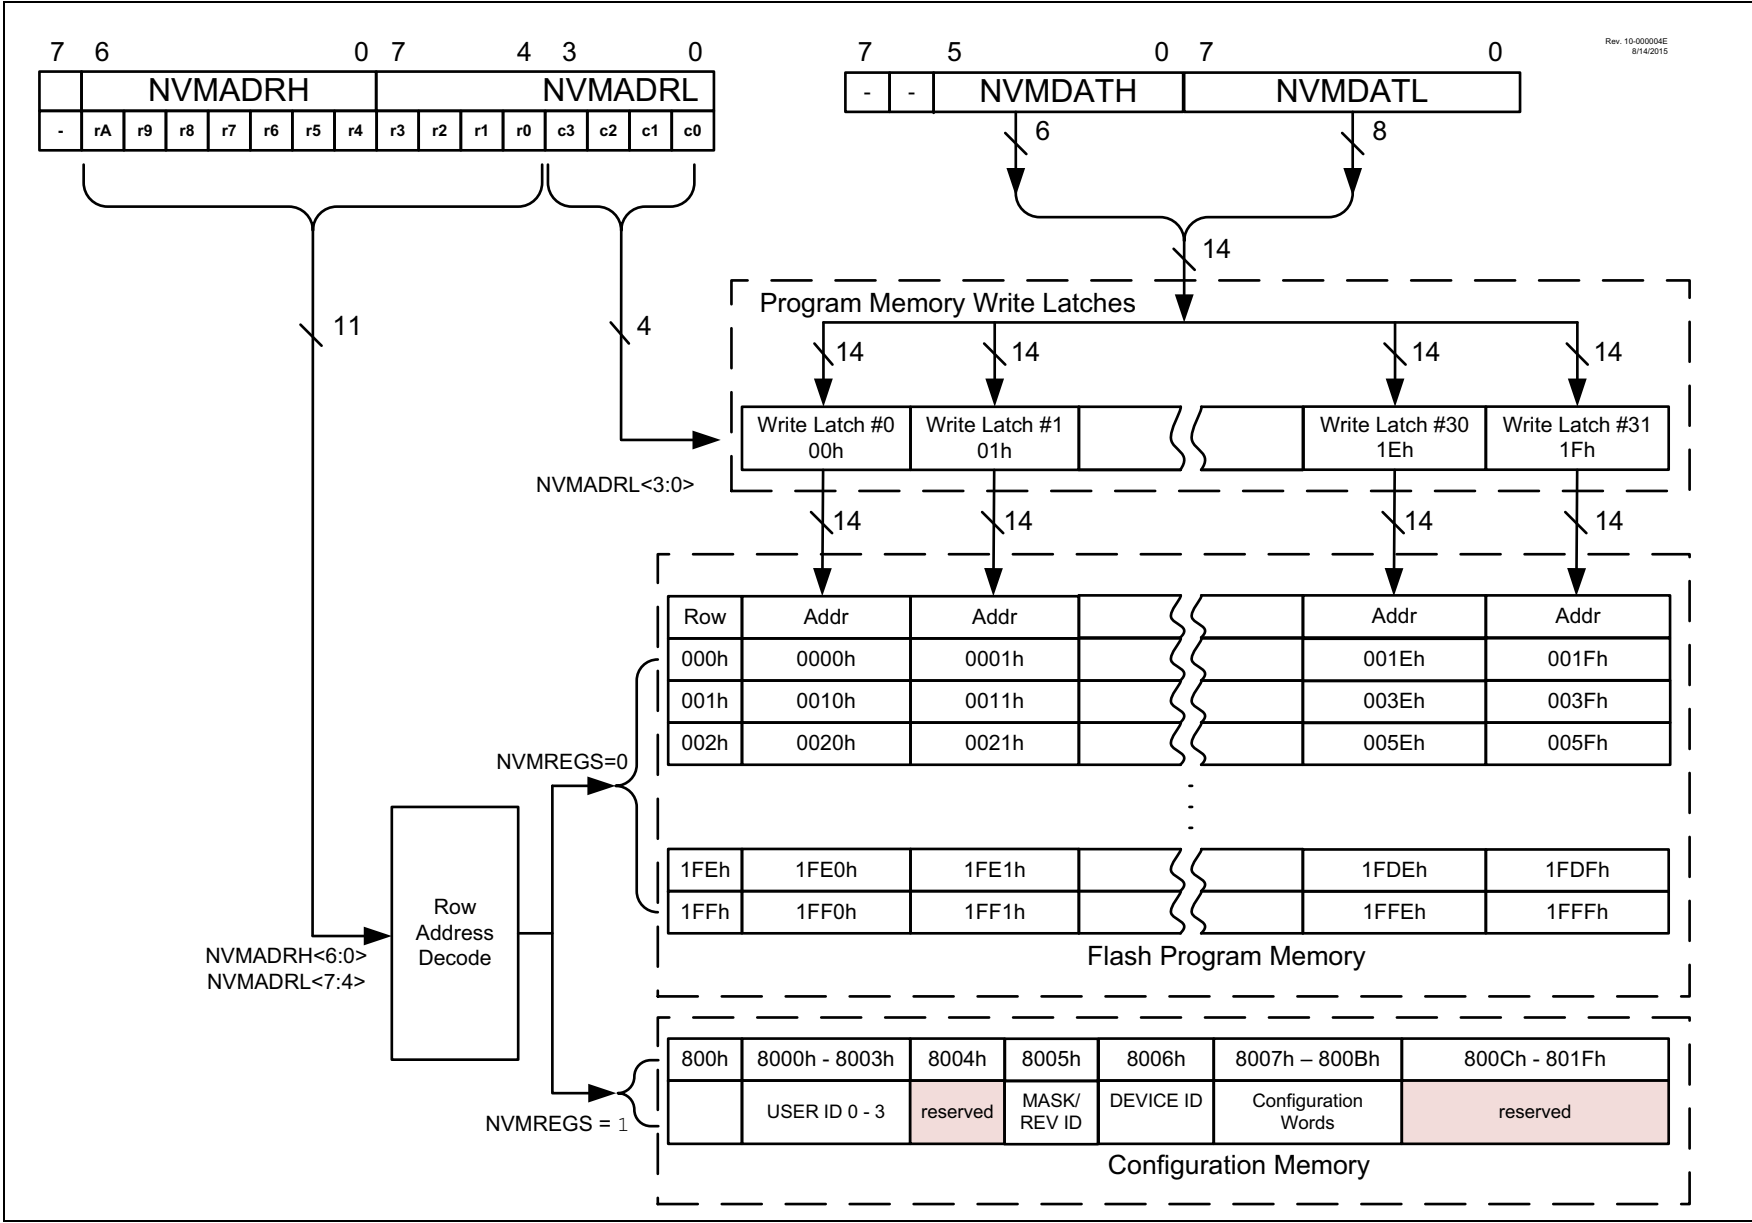 7 6 0 7 4 3 0
7 5 0 7 0
Rev. 10-000004E
8/14/2015
NVMADRH NVMADRL
- - NVMDATH NVMDATL
- rA r9 r8 r7 r6 r5 r4 r3 r2 r1 r0 c3 c2 c1 c0
6 8
14
Program Memory Write Latches
11 4
14 14 14 14
Write Latch #0 Write Latch #1 Write Latch #30 Write Latch #31
00h 01h 1Eh 1Fh
NVMADRL<3:0>
14 14 14 14
Row Addr Addr Addr Addr
000h 0000h 0001h 001Eh 001Fh
001h 0010h 0011h 003Eh 003Fh
002h 0020h 0021h 005Eh 005Fh
NVMREGS=0
1FEh 1FE0h 1FE1h 1FDEh 1FDFh
1FFh 1FF0h 1FF1h 1FFEh 1FFFh
Row
Address
Decode
NVMADRH<6:0>
NVMADRL<7:4>
Flash Program Memory
800h 8000h - 8003h 8004h 8005h 8006h 8007h – 800Bh 800Ch - 801Fh
USER ID 0 - 3 reserved MASK/ DEVICE ID Configuration reserved
REV ID Words
NVMREGS = 1
Configuration Memory